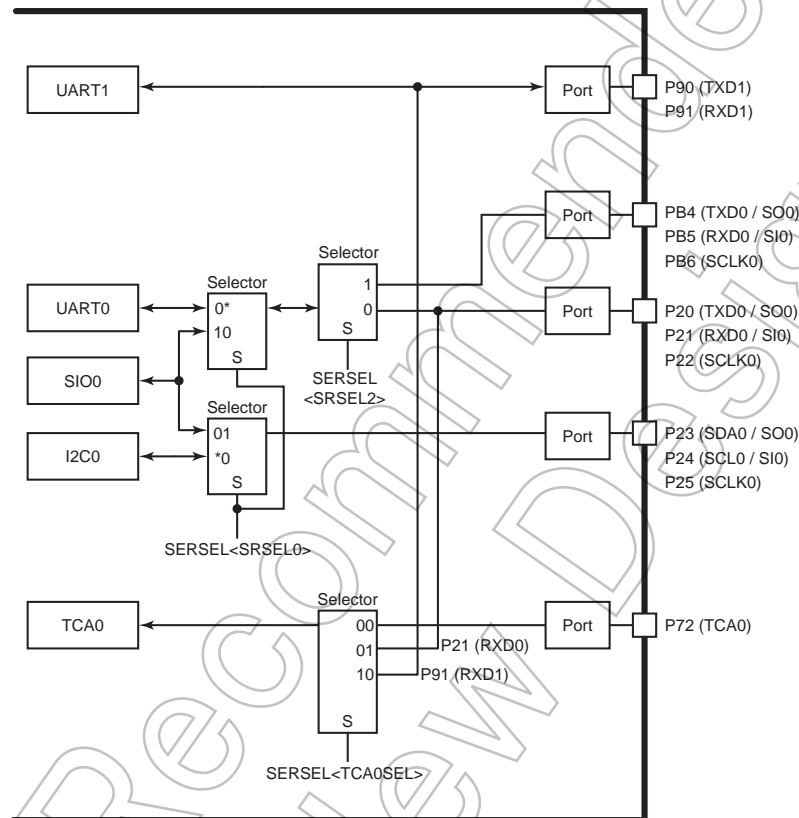 UART1
Port
P90 (TXD1)
P91 (RXD1)
Port
PB4 (TXD0 / SO0)
PB5 (RXD0 / SI0)
PB6 (SCLK0)
Selector
1
0
S
SERSEL
<SRSEL2>
UART0
Selector
0*
10
S
Port
P20 (TXD0 / SO0)
P21 (RXD0 / SI0)
P22 (SCLK0)
SIO0
I2C0
Selector
01
*0
S
SERSEL<SRSEL0>
Port
P23 (SDA0 / SO0)
P24 (SCL0 / SI0)
P25 (SCLK0)
TCA0
Selector
00
01
10
S
P21 (RXD0)
P91 (RXD1)
SERSEL<TCA0SEL>
Port
P72 (TCA0)
Recommende
ew Desig